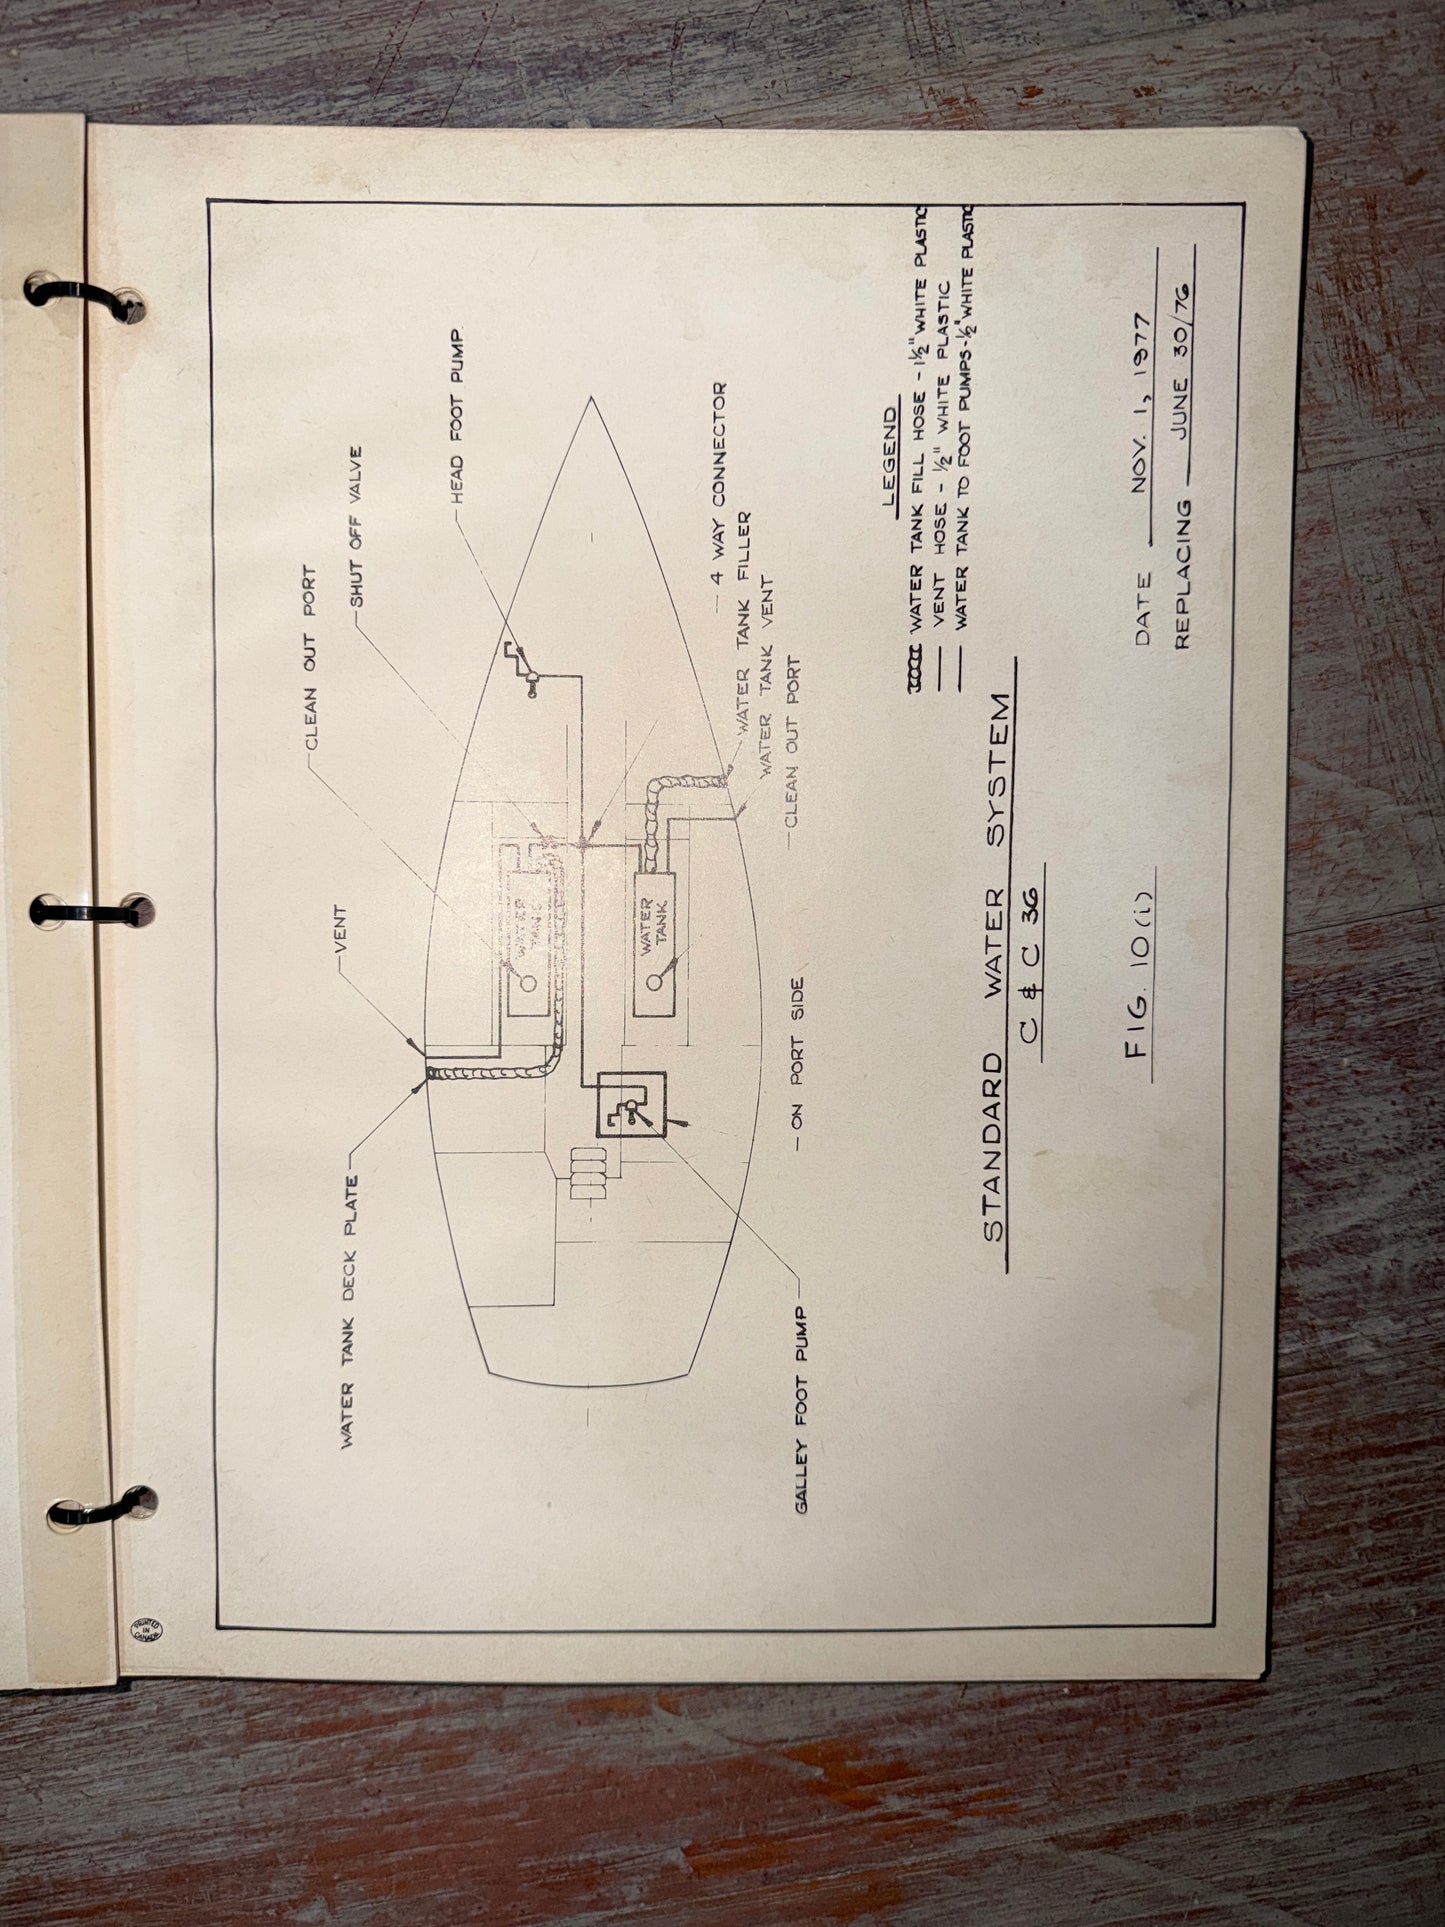 CLEAN OUT PORT
SHUT OFF VALVE
HEAD FOOT PUMP
VENT
WATER TANK DECK PLATE
WATER
TANK
WATER
TANK
4 WAY CONNECTOR
WATER TANK FILLER
WATER TANK VENT
CLEAN OUT PORT
ON PORT SIDE
GALLEY FOOT PUMP
LEGEND
WATER TANK FILL HOSE - 1½" WHITE PLASTIC
VENT HOSE - ½" WHITE PLASTIC
WATER TANK TO FOOT PUMPS-½" WHITE PLASTIC
STANDARD WATER SYSTEM
C & C 36
FIG. 10 (i)
DATE NOV. 1, 1977
REPLACING JUNE 30/76
PRINTED
IN
CANADA